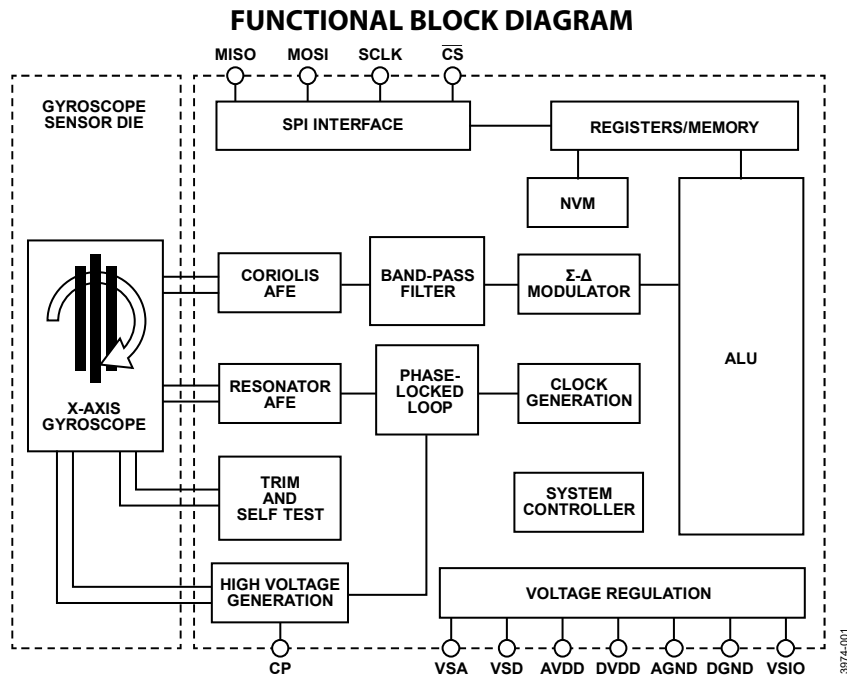 FUNCTIONAL BLOCK DIAGRAM
MISO MOSI SCLK C̅S̅
GYROSCOPE
SENSOR DIE
SPI INTERFACE
REGISTERS/MEMORY
NVM
CORIOLIS
AFE
BAND-PASS
FILTER
Σ-Δ
MODULATOR
ALU
X-AXIS
GYROSCOPE
RESONATOR
AFE
PHASE-
LOCKED
LOOP
CLOCK
GENERATION
TRIM
AND
SELF TEST
SYSTEM
CONTROLLER
HIGH VOLTAGE
GENERATION
VOLTAGE REGULATION
CP VSA VSD AVDD DVDD AGND DGND VSIO
3974-001